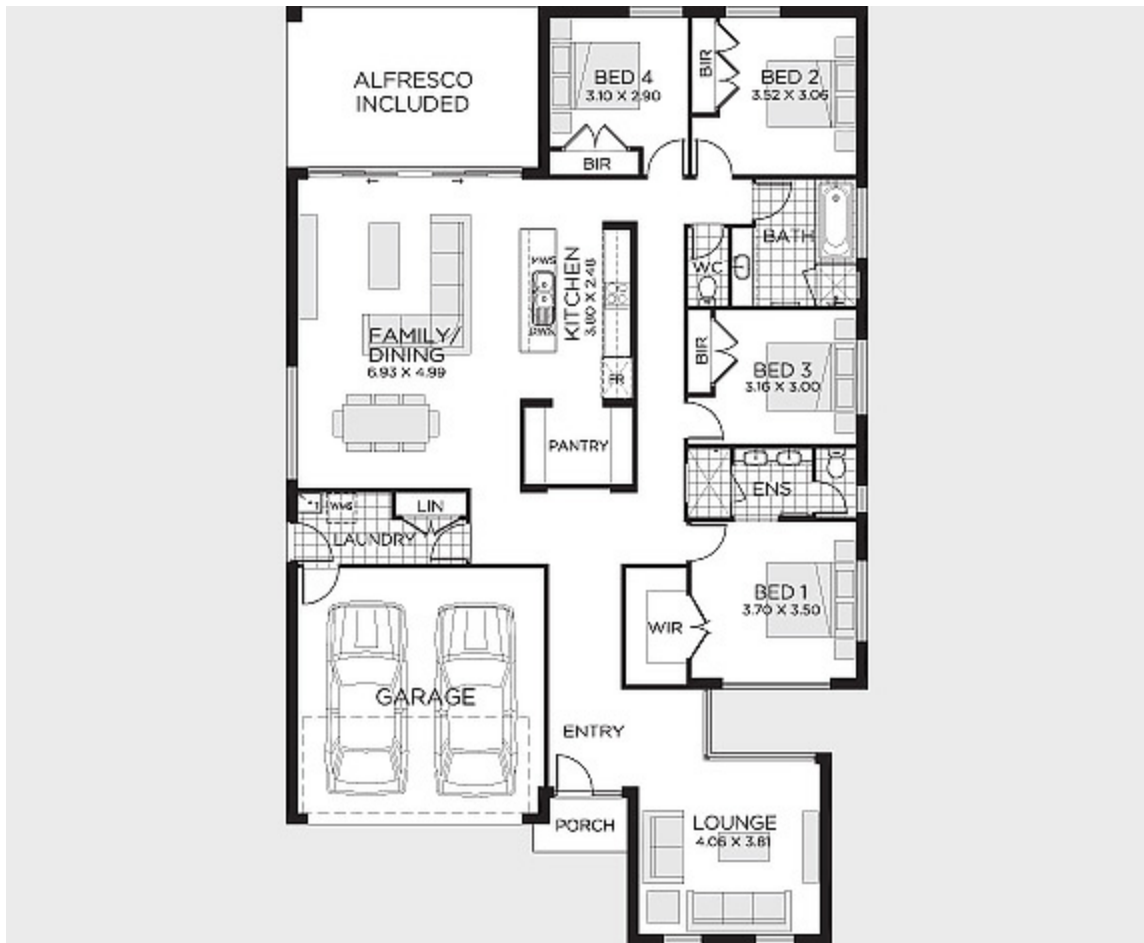 ALFRESCO
INCLUDED
BED 4
3.10 X 2.90
BIR
BIR
BED 2
3.52 X 3.06
BATH
WC
KITCHEN
3.80 X 2.48
FR
FAMILY/
DINING
6.93 X 4.99
BIR
BED 3
3.16 X 3.00
PANTRY
ENS
LIN
LAUNDRY
BED 1
3.70 X 3.50
WIR
GARAGE
ENTRY
PORCH
LOUNGE
4.06 X 3.81